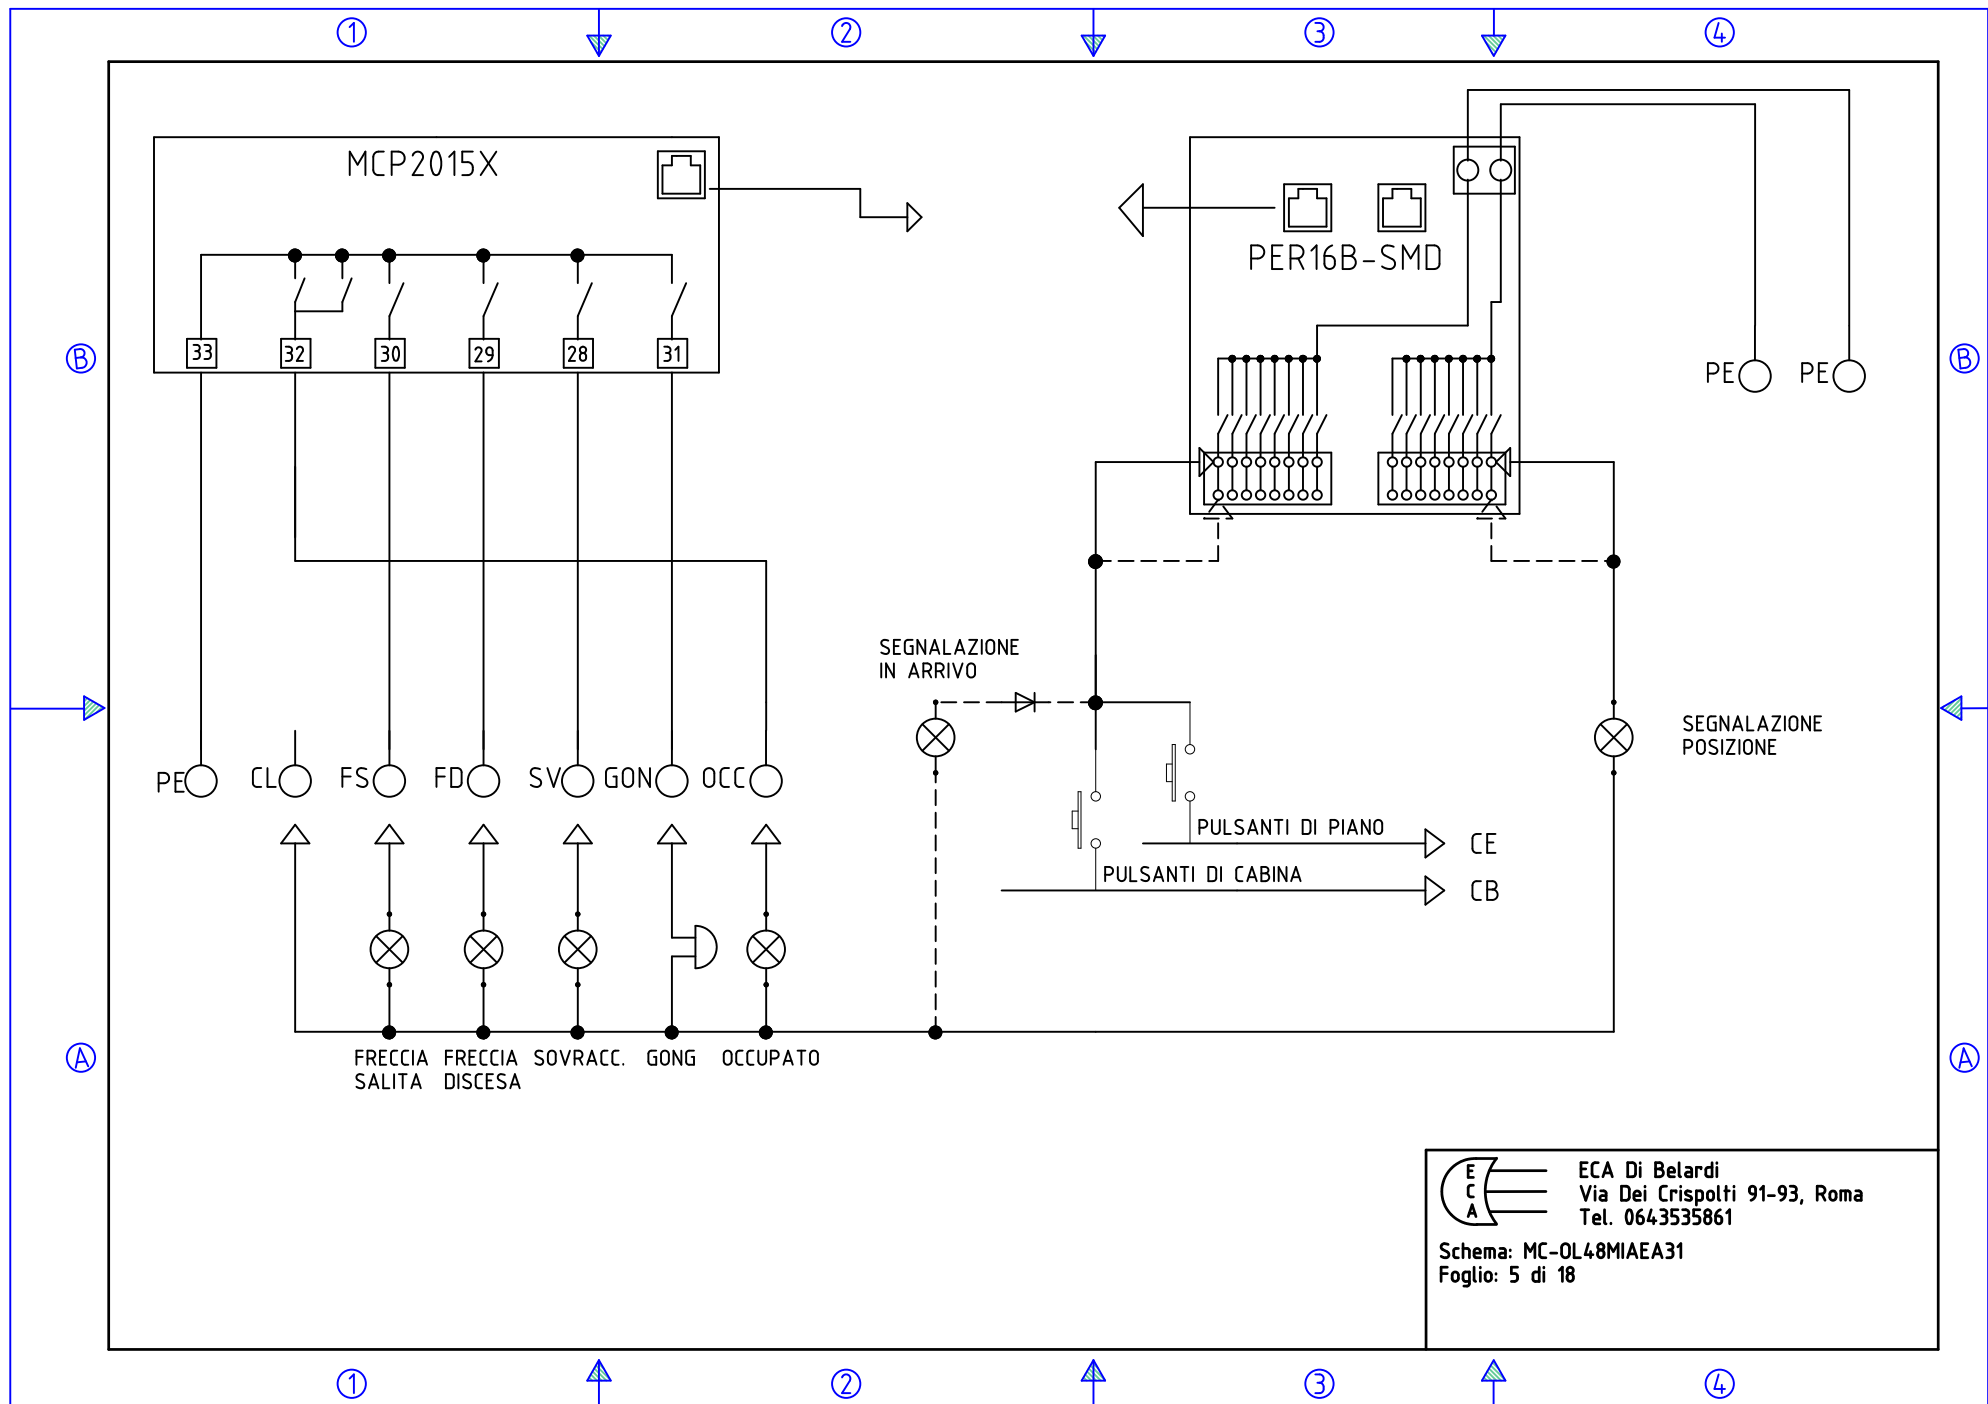 1 2 3 4
MCP2015X
PER16B-SMD
33 32 30 29 28 31
B
B
PE PE
SEGNALAZIONE
IN ARRIVO
SEGNALAZIONE
POSIZIONE
PE CL FS FD SV GON OCC
PULSANTI DI PIANO
CE
PULSANTI DI CABINA
CB
A
A
FRECCIA
SALITA
FRECCIA
DISCESA
SOVRACC.
GONG
OCCUPATO
E
C
A
ECA Di Belardi
Via Dei Crispolti 91-93, Roma
Tel. 0643535861
Schema: MC-OL48MIAEA31
Foglio: 5 di 18
1 2 3 4